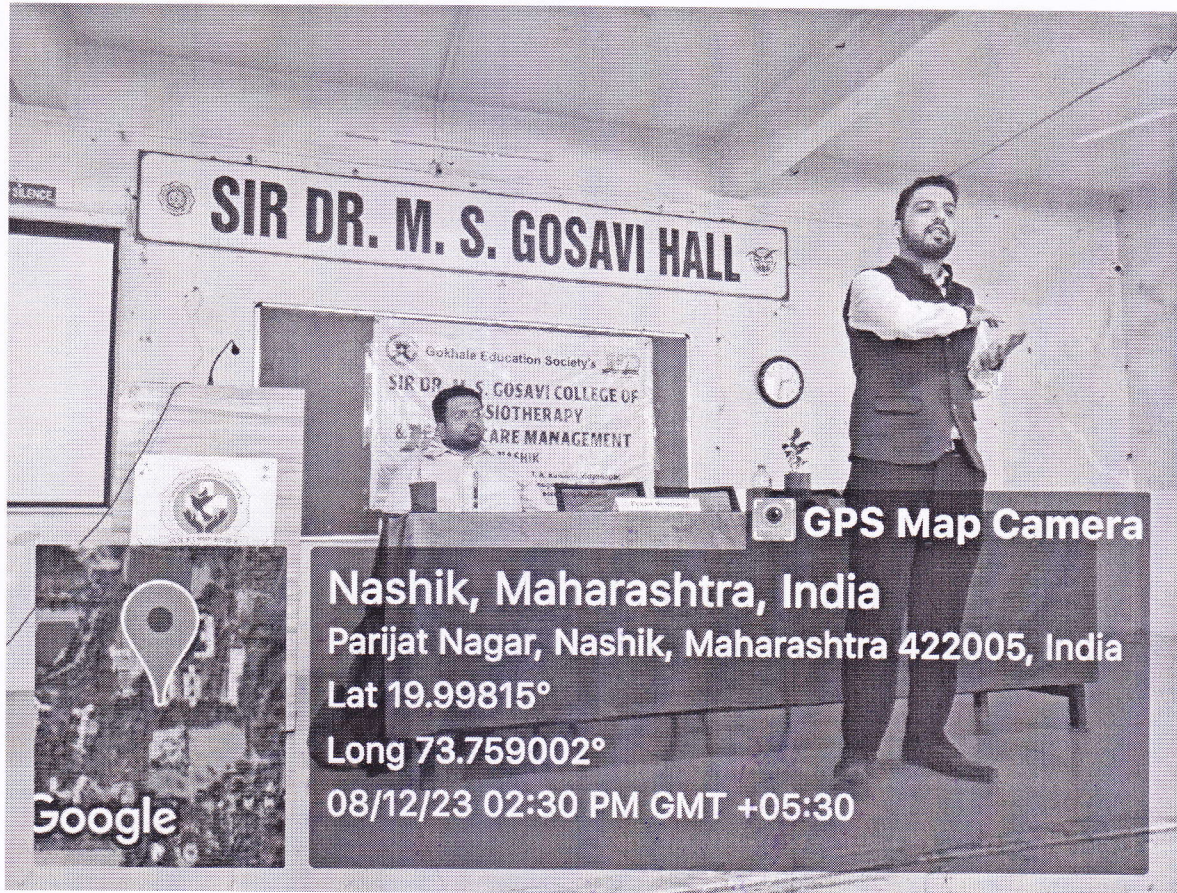 SILENCE
SIR DR. M. S. GOSAVI HALL
Gokhale Education Society's
SIR DR. M. S. GOSAVI COLLEGE OF
SIOTHERAPY
& CARE MANAGEMENT
NASHIK
GPS Map Camera
Nashik, Maharashtra, India
Parijat Nagar, Nashik, Maharashtra 422005, India
Lat 19.99815°
Long 73.759002°
08/12/23 02:30 PM GMT +05:30
Google